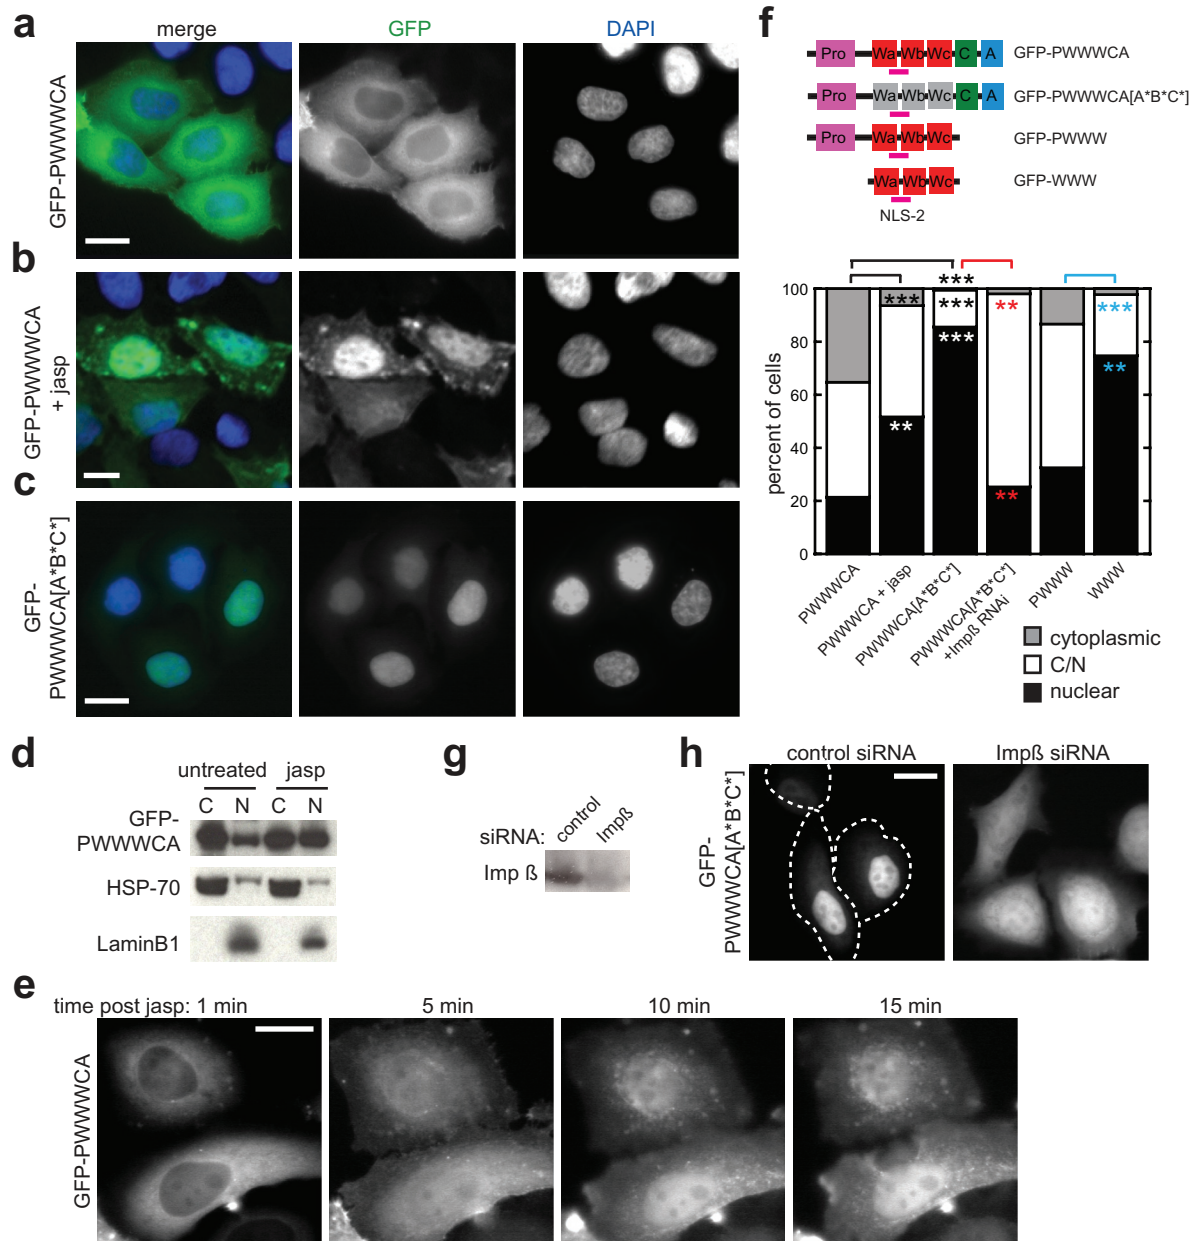 a
merge
GFP
DAPI
GFP-PWWWCA
b
GFP-PWWWCA
+ jasp
c
GFP-
PWWWCA[A*B*C*]
d
untreated
jasp
C N C N
GFP-
PWWWCA
HSP-70
LaminB1
e
time post jasp: 1 min
5 min
10 min
15 min
GFP-PWWWCA
f
Pro Wa Wb Wc C A GFP-PWWWCA
Pro Wa Wb Wc C A GFP-PWWWCA[A*B*C*]
Pro Wa Wb Wc GFP-PWWW
Wa Wb Wc GFP-WWW
NLS-2
percent of cells
100
80
60
40
20
0
***
**
***
***
***
**
**
***
**
PWWWCA
PWWWCA + jasp
PWWWCA[A*B*C*]
PWWWCA[A*B*C*]
+Impß RNAi
PWWW
WWW
cytoplasmic
C/N
nuclear
g
siRNA:
control
Impß
Imp ß
h
control siRNA
Impß siRNA
GFP-
PWWWCA[A*B*C*]